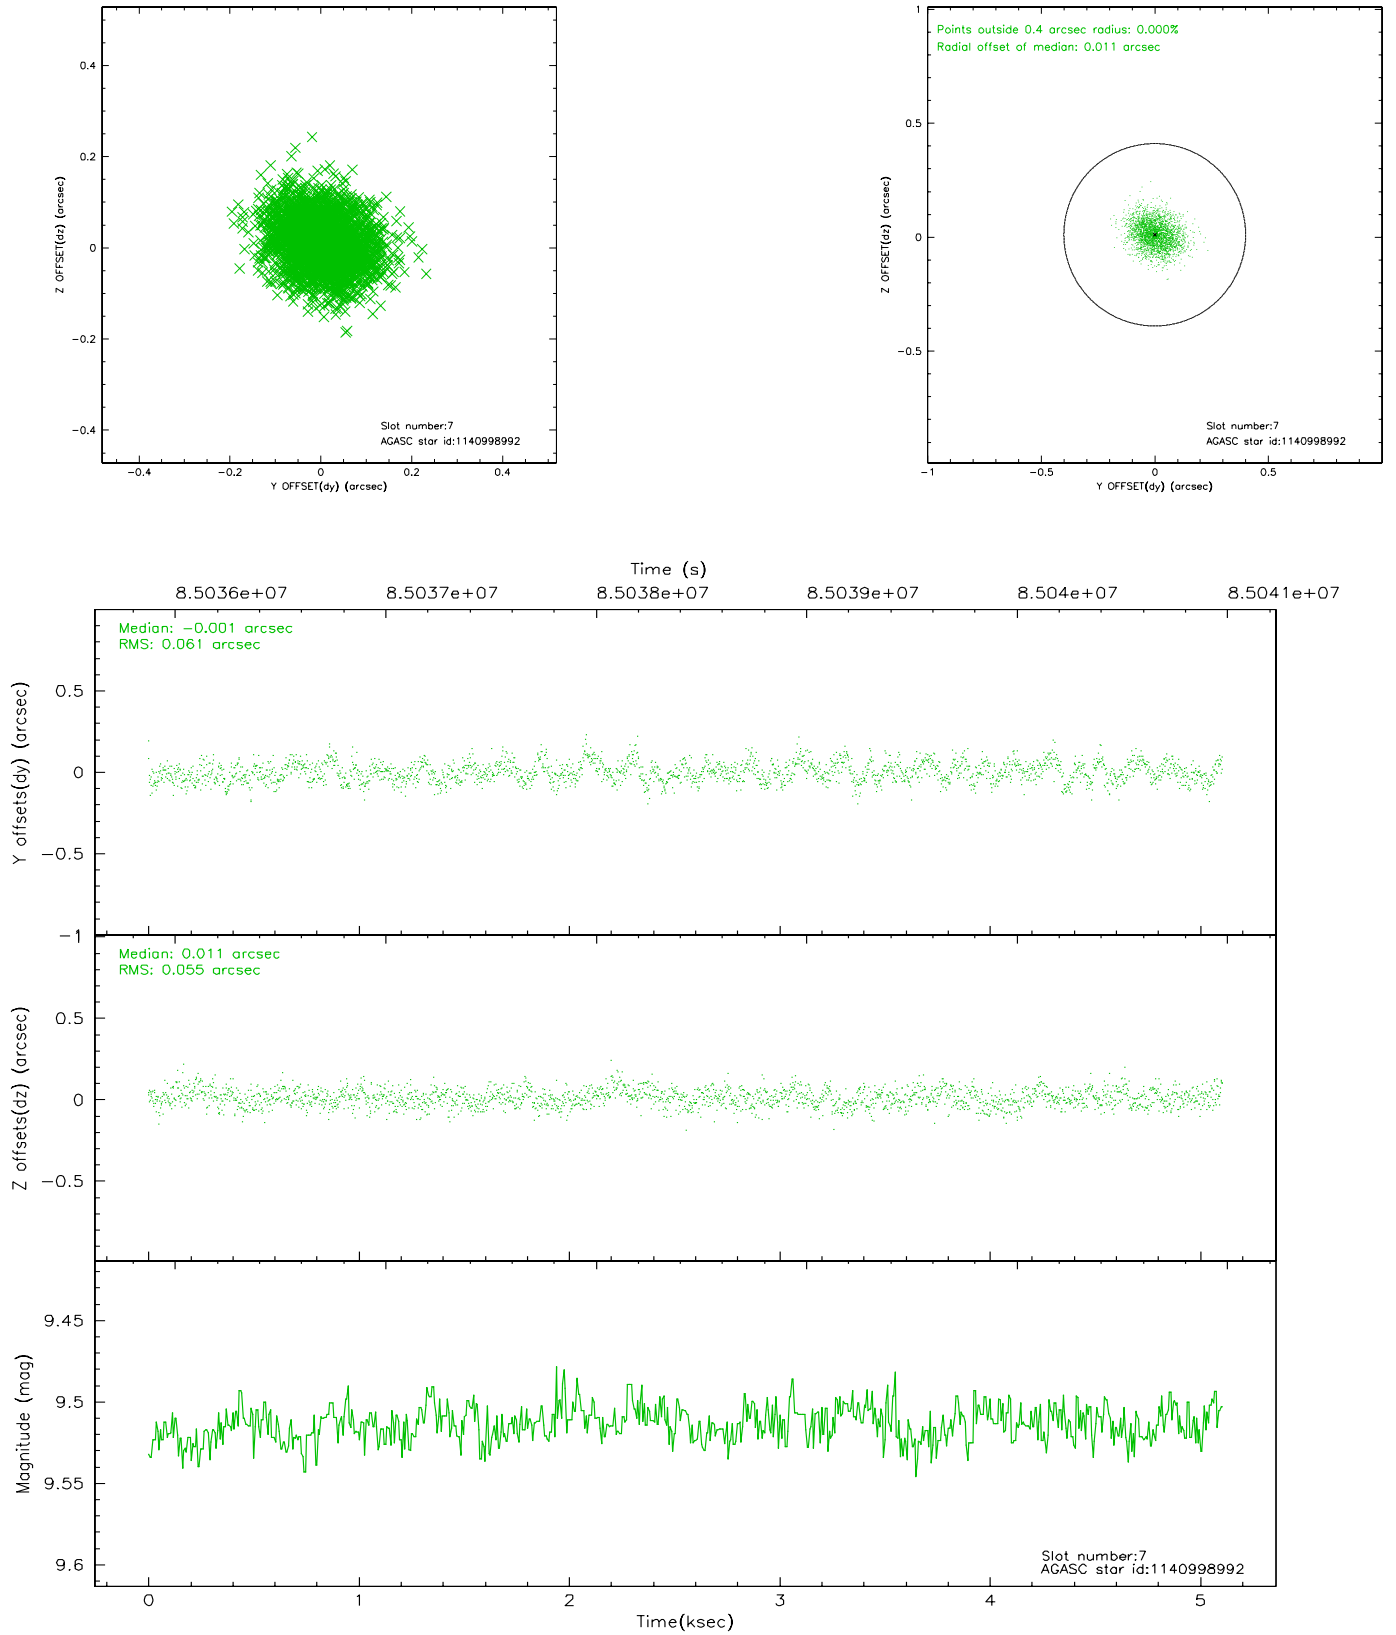 0.4
0.2
0
−0.2
−0.4
Z OFFSET(dz) (arcsec)
Slot number:7
AGASC star id:1140998992
−0.4 −0.2 0 0.2 0.4
Y OFFSET(dy) (arcsec)
Points outside 0.4 arcsec radius: 0.000%
Radial offset of median: 0.011 arcsec
1
0.5
0
−0.5
Z OFFSET(dz) (arcsec)
Slot number:7
AGASC star id:1140998992
−1 −0.5 0 0.5
Y OFFSET(dy) (arcsec)
Time (s)
8.5036e+07 8.5037e+07 8.5038e+07 8.5039e+07 8.504e+07 8.5041e+07
Median: −0.001 arcsec
RMS: 0.061 arcsec
0.5
0
−0.5
−1
Y offsets(dy) (arcsec)
Median: 0.011 arcsec
RMS: 0.055 arcsec
0.5
0
−0.5
Z offsets(dz) (arcsec)
9.45
9.5
9.55
9.6
Magnitude (mag)
Slot number:7
AGASC star id:1140998992
0 1 2 3 4 5
Time(ksec)